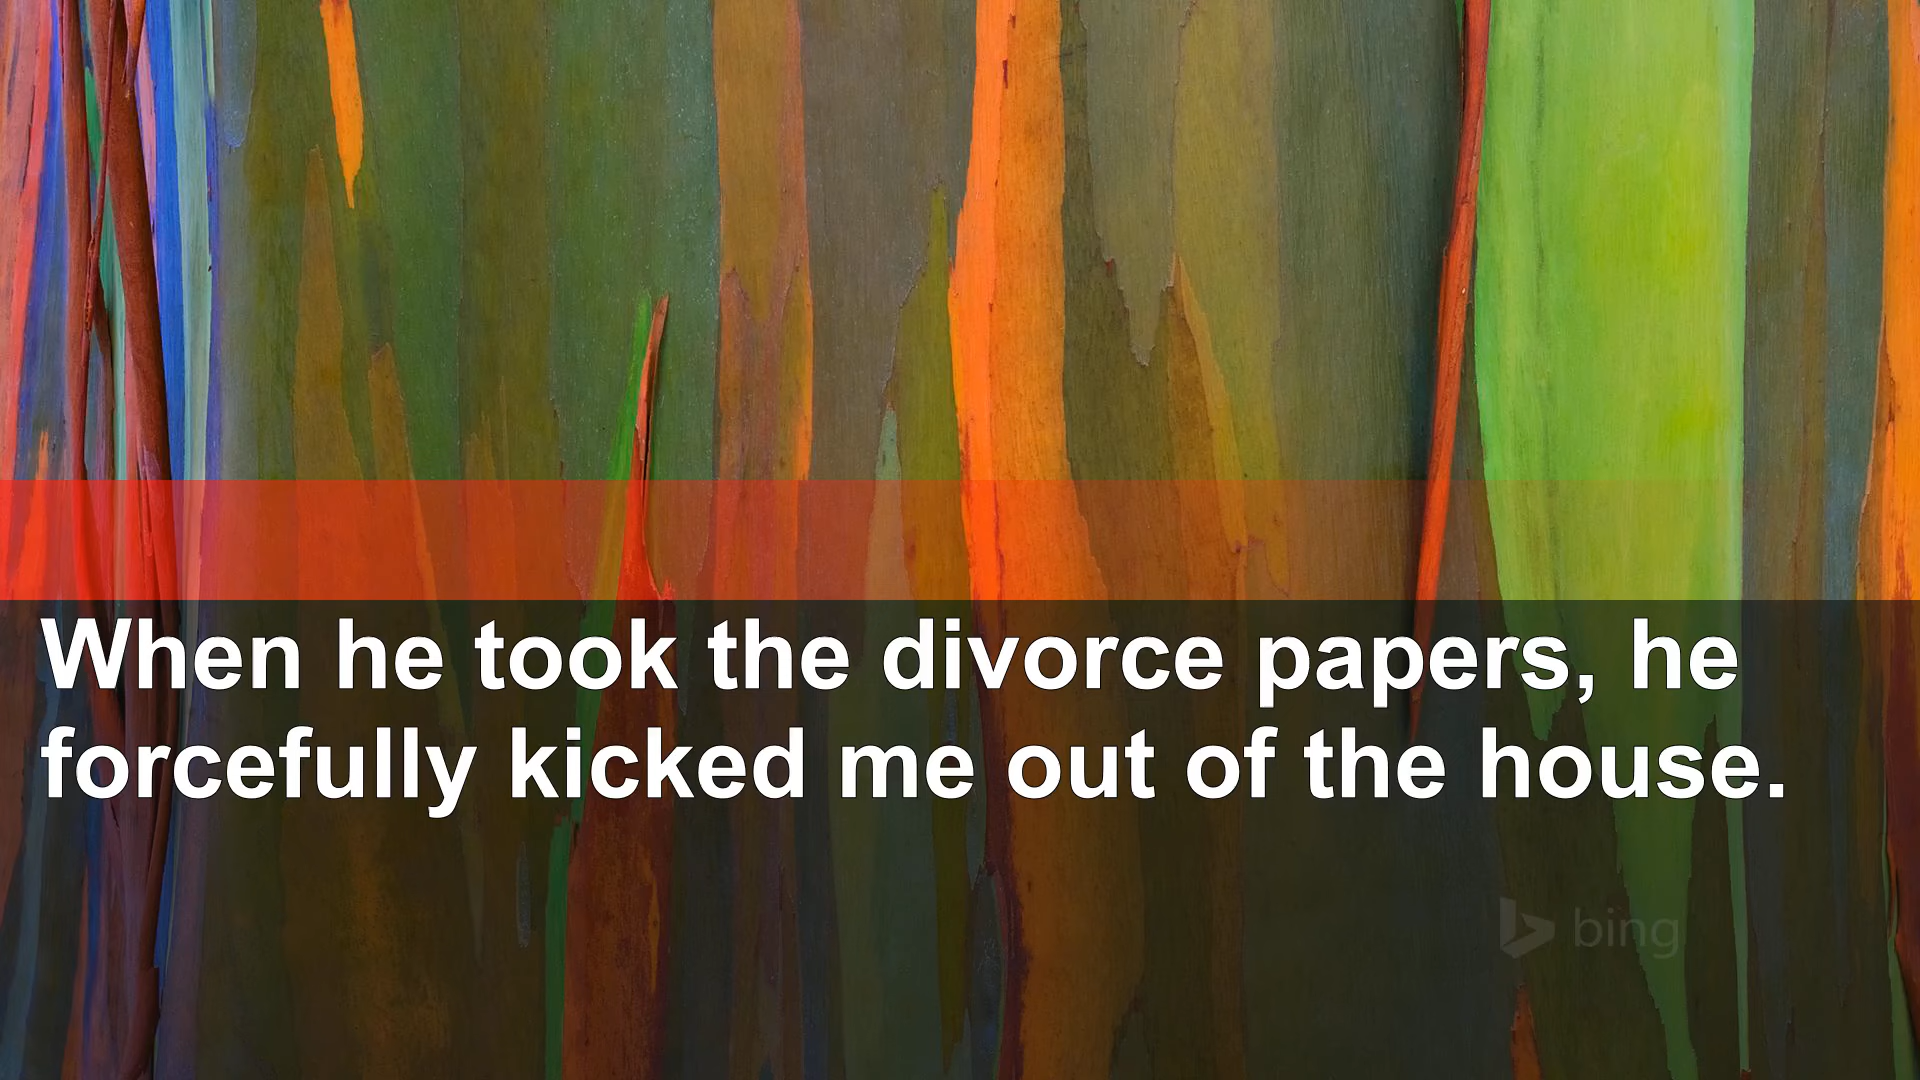 When he took the divorce papers, he
forcefully kicked me out of the house.
bing